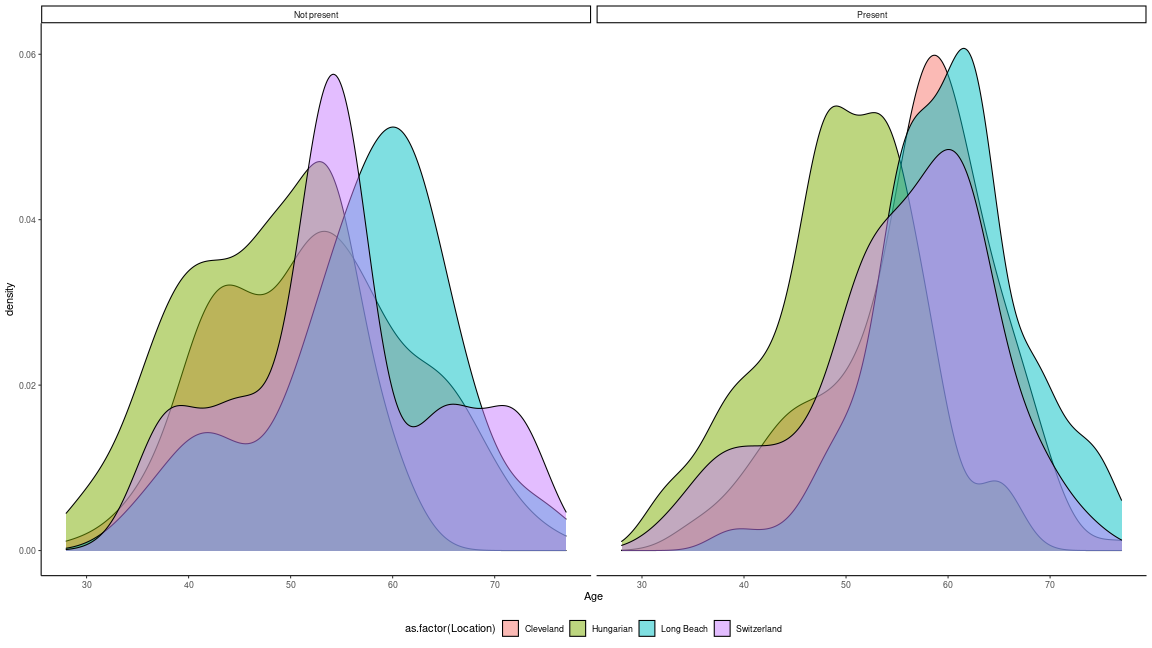 Not present
Present
density
0.06
0.04
0.02
0.00
30 40 50 60 70
30 40 50 60 70
Age
as.factor(Location) Cleveland Hungarian Long Beach Switzerland